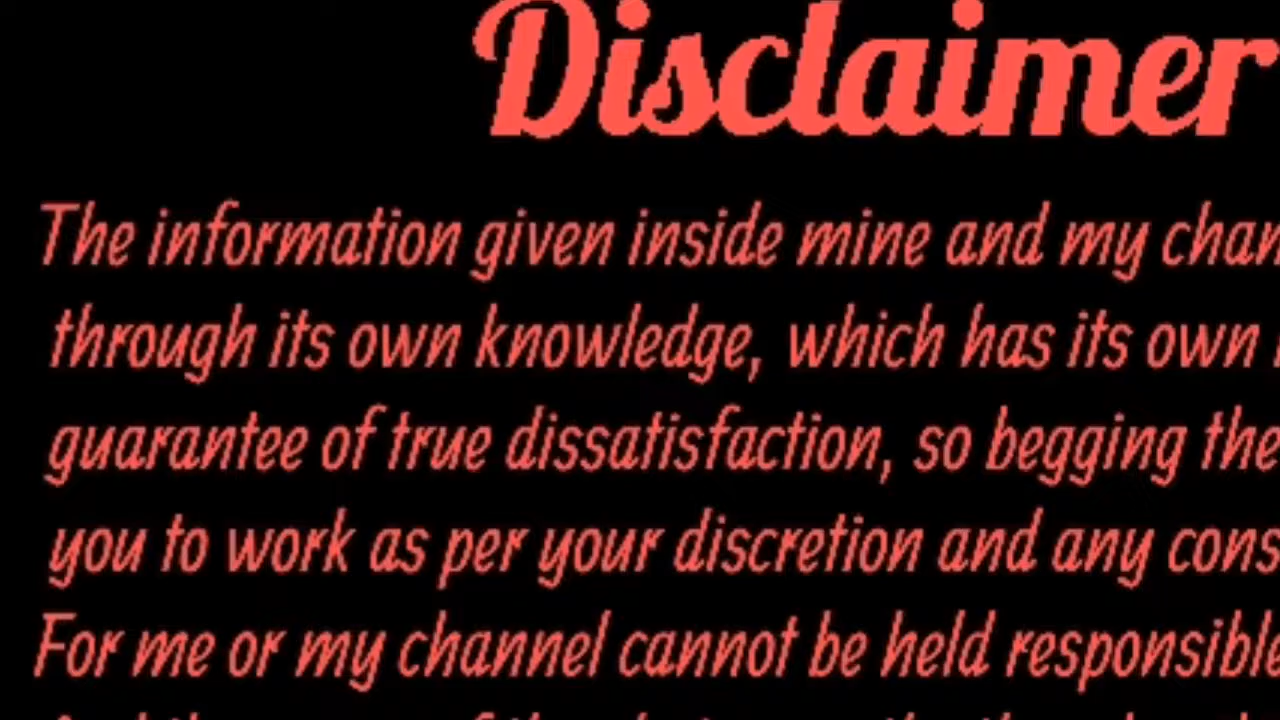 Disclaimer
The information given inside mine and my chan
through its own knowledge, which has its own
guarantee of true dissatisfaction, so begging the
you to work as per your discretion and any cons
For me or my channel cannot be held responsible